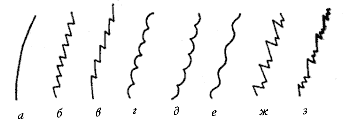 а б в г д е ж з